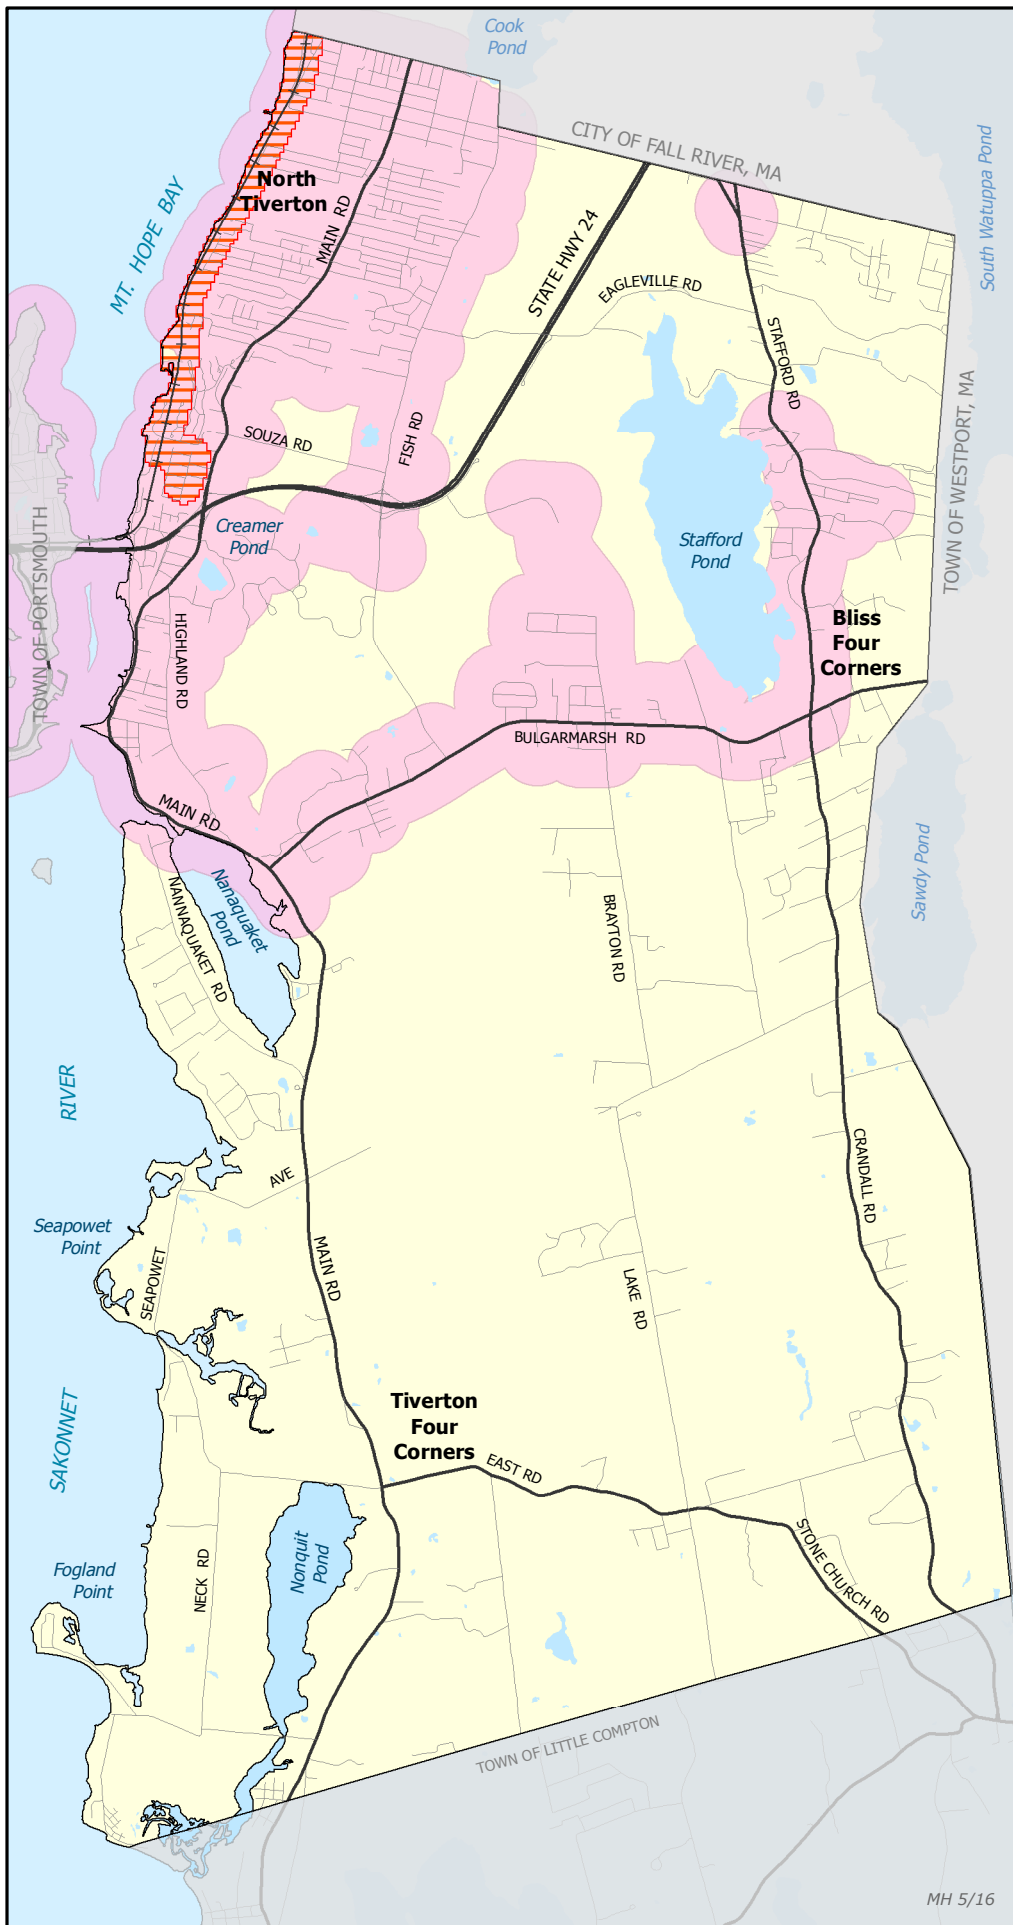 Cook
Pond
CITY OF FALL RIVER, MA
South Watuppa Pond
North
Tiverton
MAIN RD
MT. HOPE BAY
STATE HWY 24
EAGLEVILLE RD
STAFFORD RD
TOWN OF WESTPORT, MA
SOUZA RD
FISH RD
Creamer
Pond
Stafford
Pond
TOWN OF PORTSMOUTH
HIGHLAND RD
Bliss
Four
Corners
BULGARMARSH RD
MAIN RD
Nanaquaket
Pond
NANNAQUAKET RD
BRAYTON RD
Sawdy Pond
RIVER
CRANDALL RD
AVE
Seapowet
Point
SEAPOWET
MAIN RD
LAKE RD
SAKONNET
Tiverton
Four
Corners
EAST RD
STONE CHURCH RD
Nonquit
Pond
NECK RD
Fogland
Point
TOWN OF LITTLE COMPTON
MH 5/16